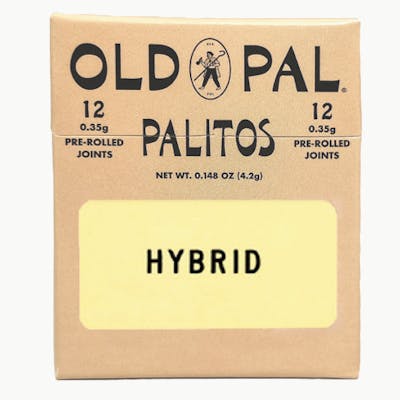 OLD PAL®
12
0.35g
PRE-ROLLED
JOINTS
PALITOS
12
0.35g
PRE-ROLLED
JOINTS
NET WT. 0.148 OZ (4.2g)
HYBRID